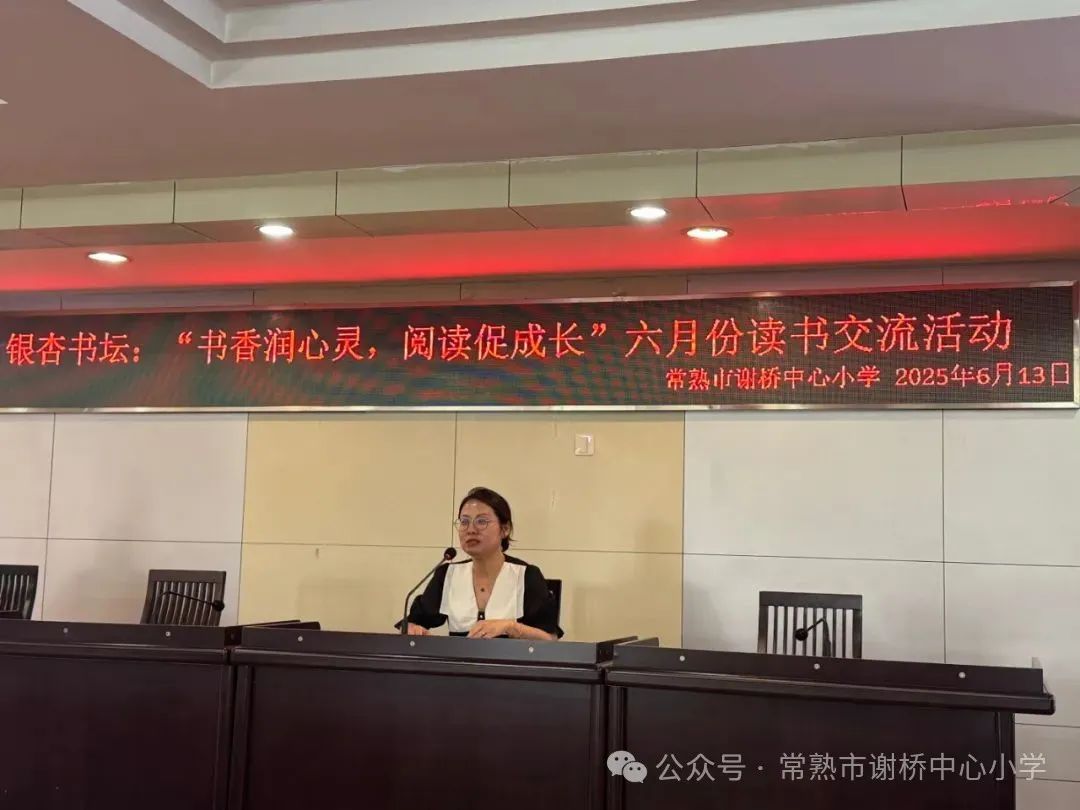 银杏书坛：“书香润心灵，阅读促成长”六月份读书交流活动
常熟市谢桥中心小学 2025年6月13日
公众号·常熟市谢桥中心小学